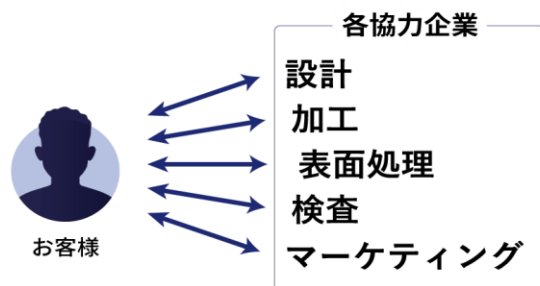 各協力企業
設計
加工
表面処理
検査
マーケティング
お客様